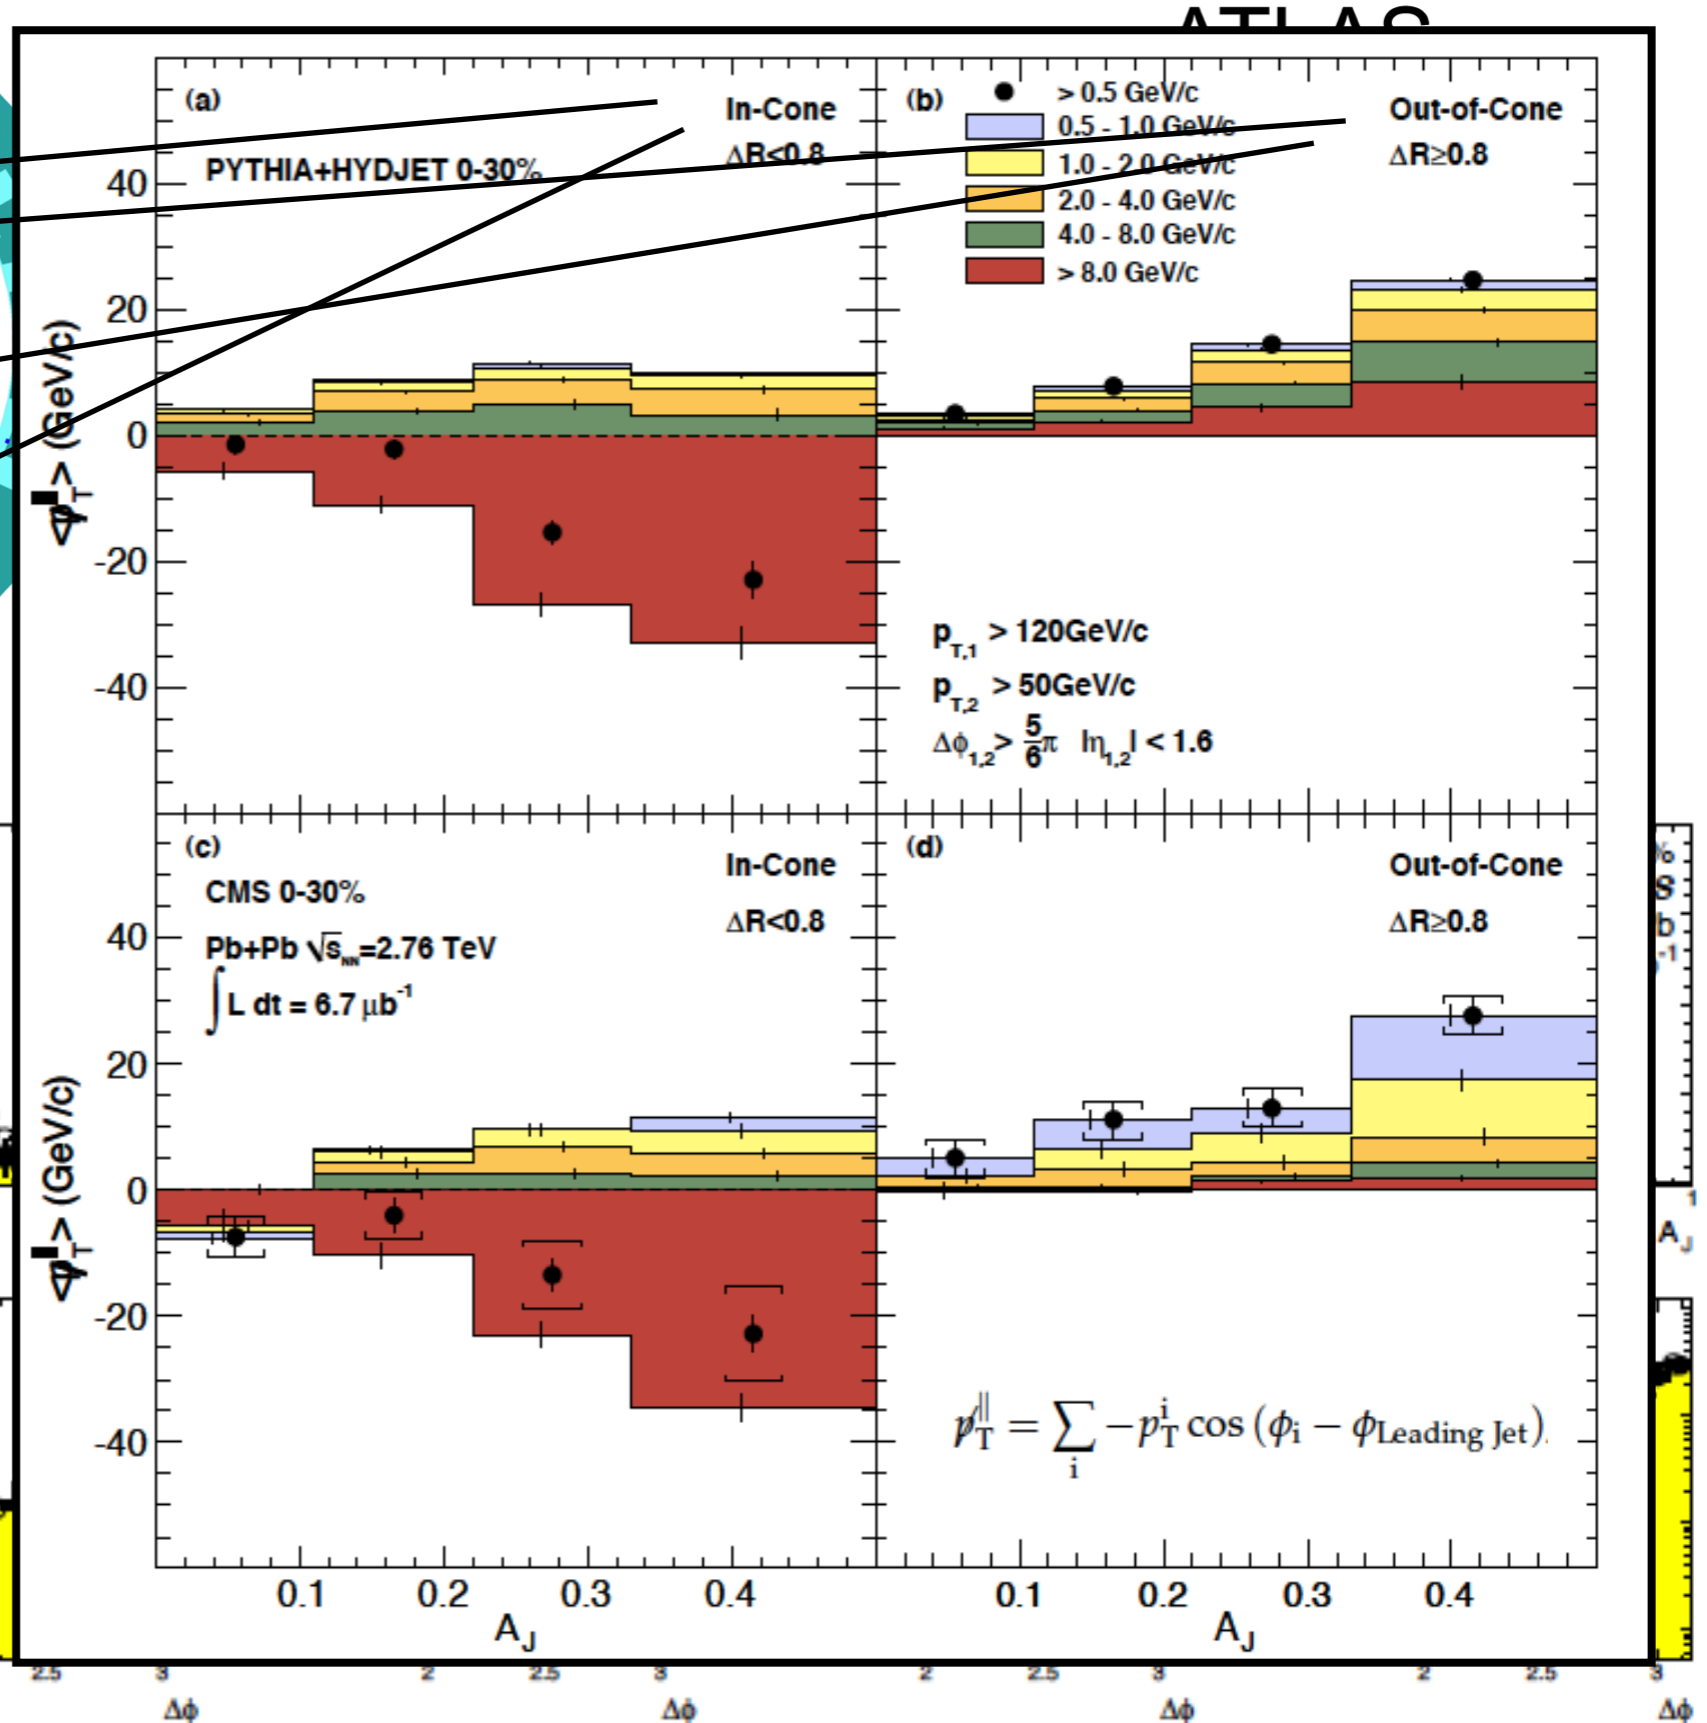 ATLAS
(a)
In-Cone
ΔR<0.8
PYTHIA+HYDJET 0-30%
40
20
0
-20
-40
<p̸T∥> (GeV/c)
(b)
> 0.5 GeV/c
0.5 - 1.0 GeV/c
1.0 - 2.0 GeV/c
2.0 - 4.0 GeV/c
4.0 - 8.0 GeV/c
> 8.0 GeV/c
Out-of-Cone
ΔR≥0.8
pT,1 > 120GeV/c
pT,2 > 50GeV/c
Δϕ1,2> 5/6 π |η1,2| < 1.6
(c)
In-Cone
ΔR<0.8
CMS 0-30%
Pb+Pb √sNN=2.76 TeV
∫ L dt = 6.7 μb-1
40
20
0
-20
-40
<p̸T∥> (GeV/c)
(d)
Out-of-Cone
ΔR≥0.8
p̸T∥ = ∑i −pTi cos (ϕi − ϕLeading Jet).
0.1 0.2 0.3 0.4
AJ
0.1 0.2 0.3 0.4
AJ
%
S
b
-1
1
AJ
2.5 3 2 2.5 3 2 2.5 3 2 2.5 3
Δϕ Δϕ Δϕ Δϕ